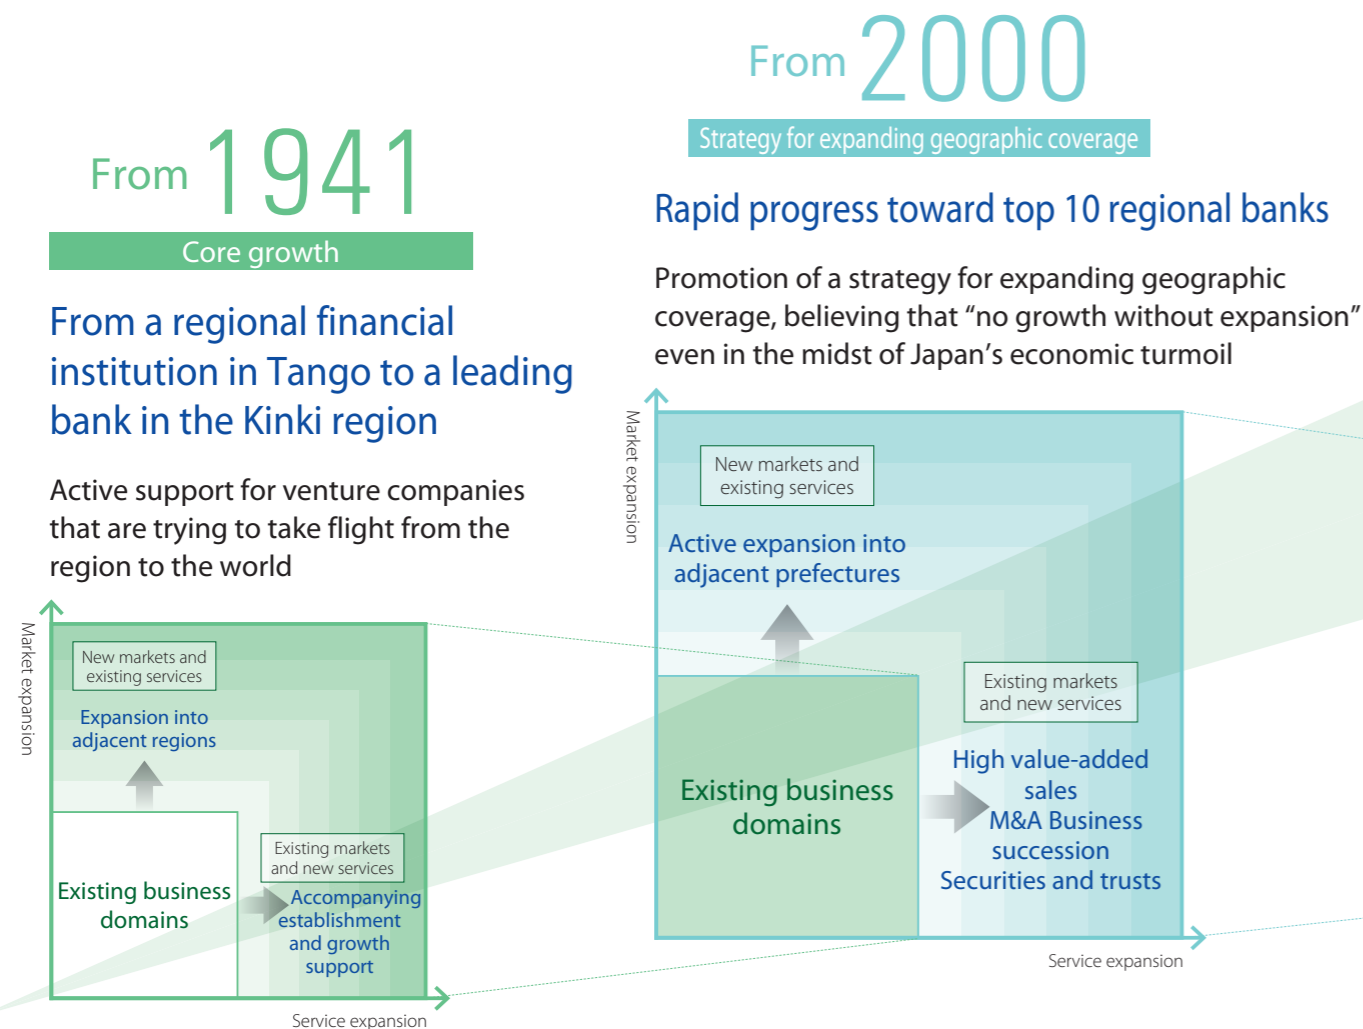 From 1941
Core growth
From a regional financial
institution in Tango to a leading
bank in the Kinki region
Active support for venture companies
that are trying to take flight from the
region to the world
Market expansion
New markets and
existing services
Expansion into
adjacent regions
Existing business
domains
Existing markets
and new services
Accompanying
establishment
and growth
support
Service expansion
From 2000
Strategy for expanding geographic coverage
Rapid progress toward top 10 regional banks
Promotion of a strategy for expanding geographic
coverage, believing that “no growth without expansion”
even in the midst of Japan’s economic turmoil
Market expansion
New markets and
existing services
Active expansion into
adjacent prefectures
Existing business
domains
Existing markets
and new services
High value-added
sales
M&A Business
succession
Securities and trusts
Service expansion